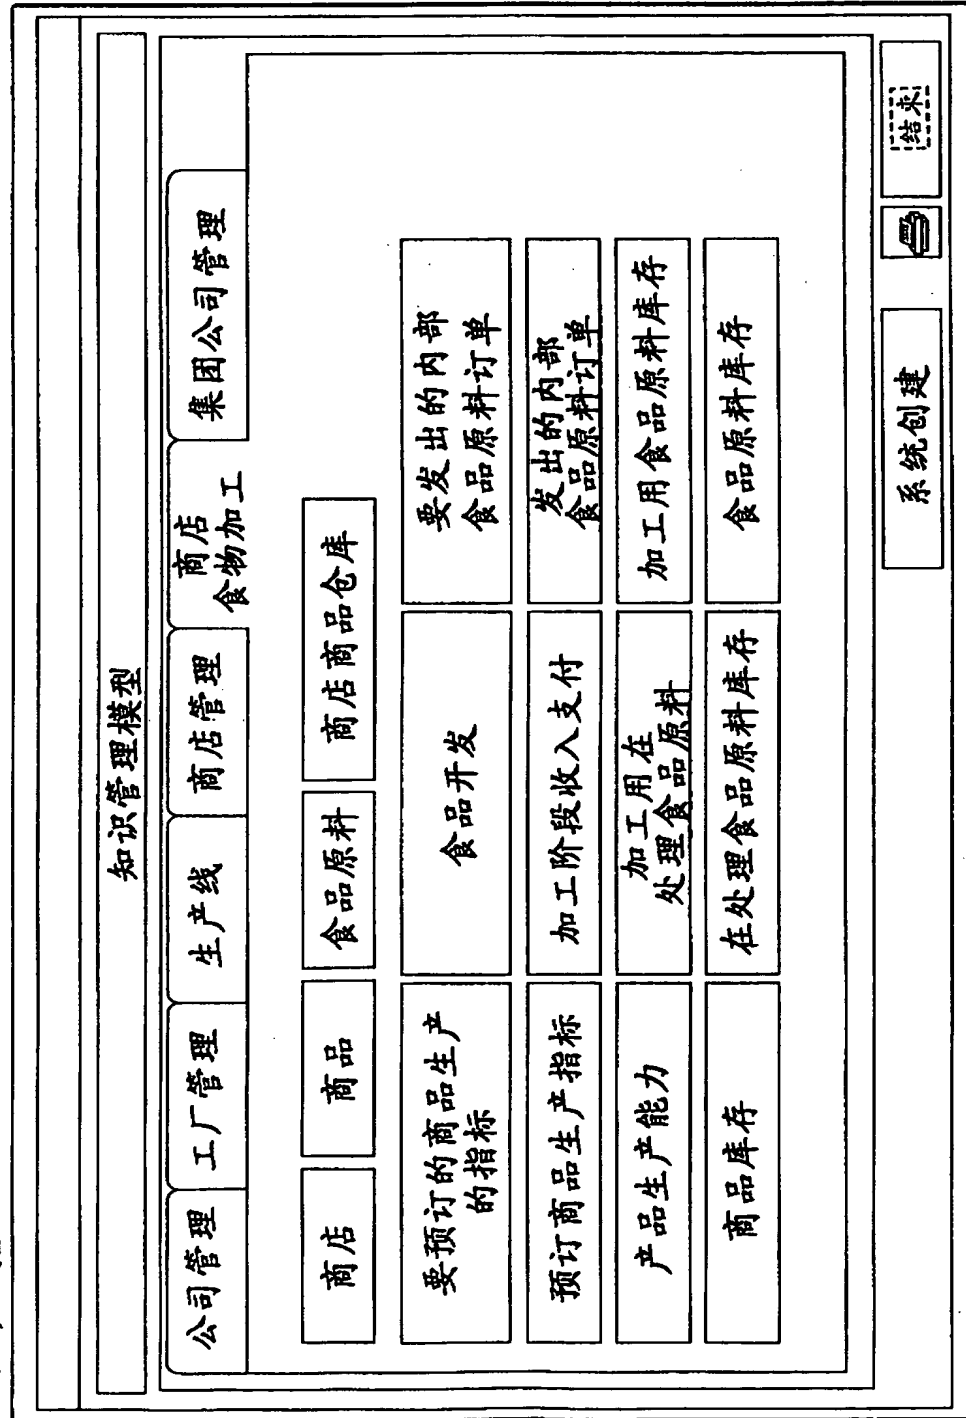 知识管理模型
公司管理
工厂管理
生产线
商店管理
商店
食物加工
集团公司管理
商店
商品
食品原料
商店商品仓库
要预订的商品生产
的指标
食品开发
要发出的内部
食品原料订单
预订商品生产指标
加工阶段收入支付
发出的内部
食品原料订单
产品生产能力
加工用在
处理食品原料
加工用食品原料库存
商品库存
在处理食品原料库存
食品原料库存
系统创建
结束